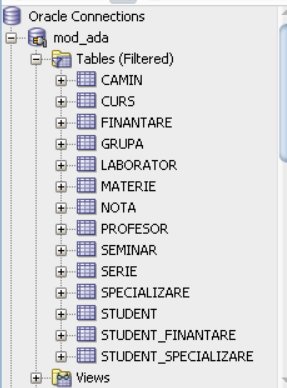 Oracle Connections
mod_ada
Tables (Filtered)
CAMIN
CURS
FINANTARE
GRUPA
LABORATOR
MATERIE
NOTA
PROFESOR
SEMINAR
SERIE
SPECIALIZARE
STUDENT
STUDENT_FINANTARE
STUDENT_SPECIALIZARE
Views